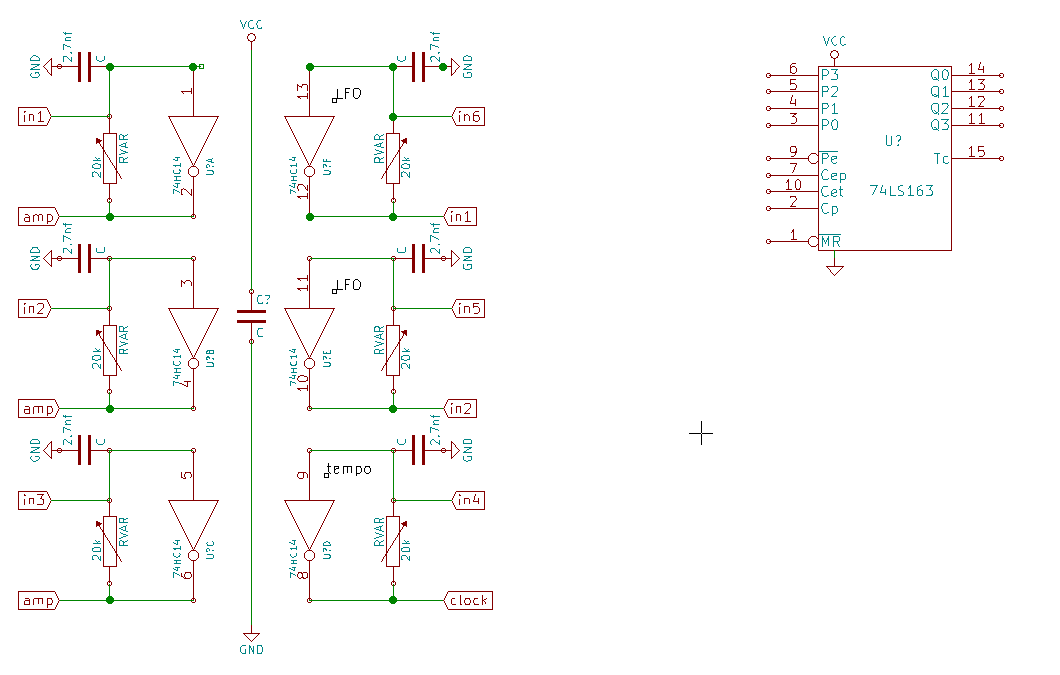 VCC
GND
2.7nf
C
1
in1
20k
RVAR
74HC14
U?A
2
amp
GND
2.7nf
C
3
in2
20k
RVAR
74HC14
U?B
4
amp
GND
2.7nf
C
5
in3
20k
RVAR
74HC14
U?C
6
amp
C?
C
GND
13
LFO
C
2.7nf
GND
in6
RVAR
20k
74HC14
U?F
12
in1
11
LFO
C
2.7nf
GND
in5
RVAR
20k
74HC14
U?E
10
in2
9
tempo
C
2.7nf
GND
in4
RVAR
20k
74HC14
U?D
8
clock
VCC
6 P3 Q0 14
5 P2 Q1 13
4 P1 Q2 12
3 P0 Q3 11
U?
9 Pe Tc 15
7 Cep
10 Cet 74LS163
2 Cp
1 MR